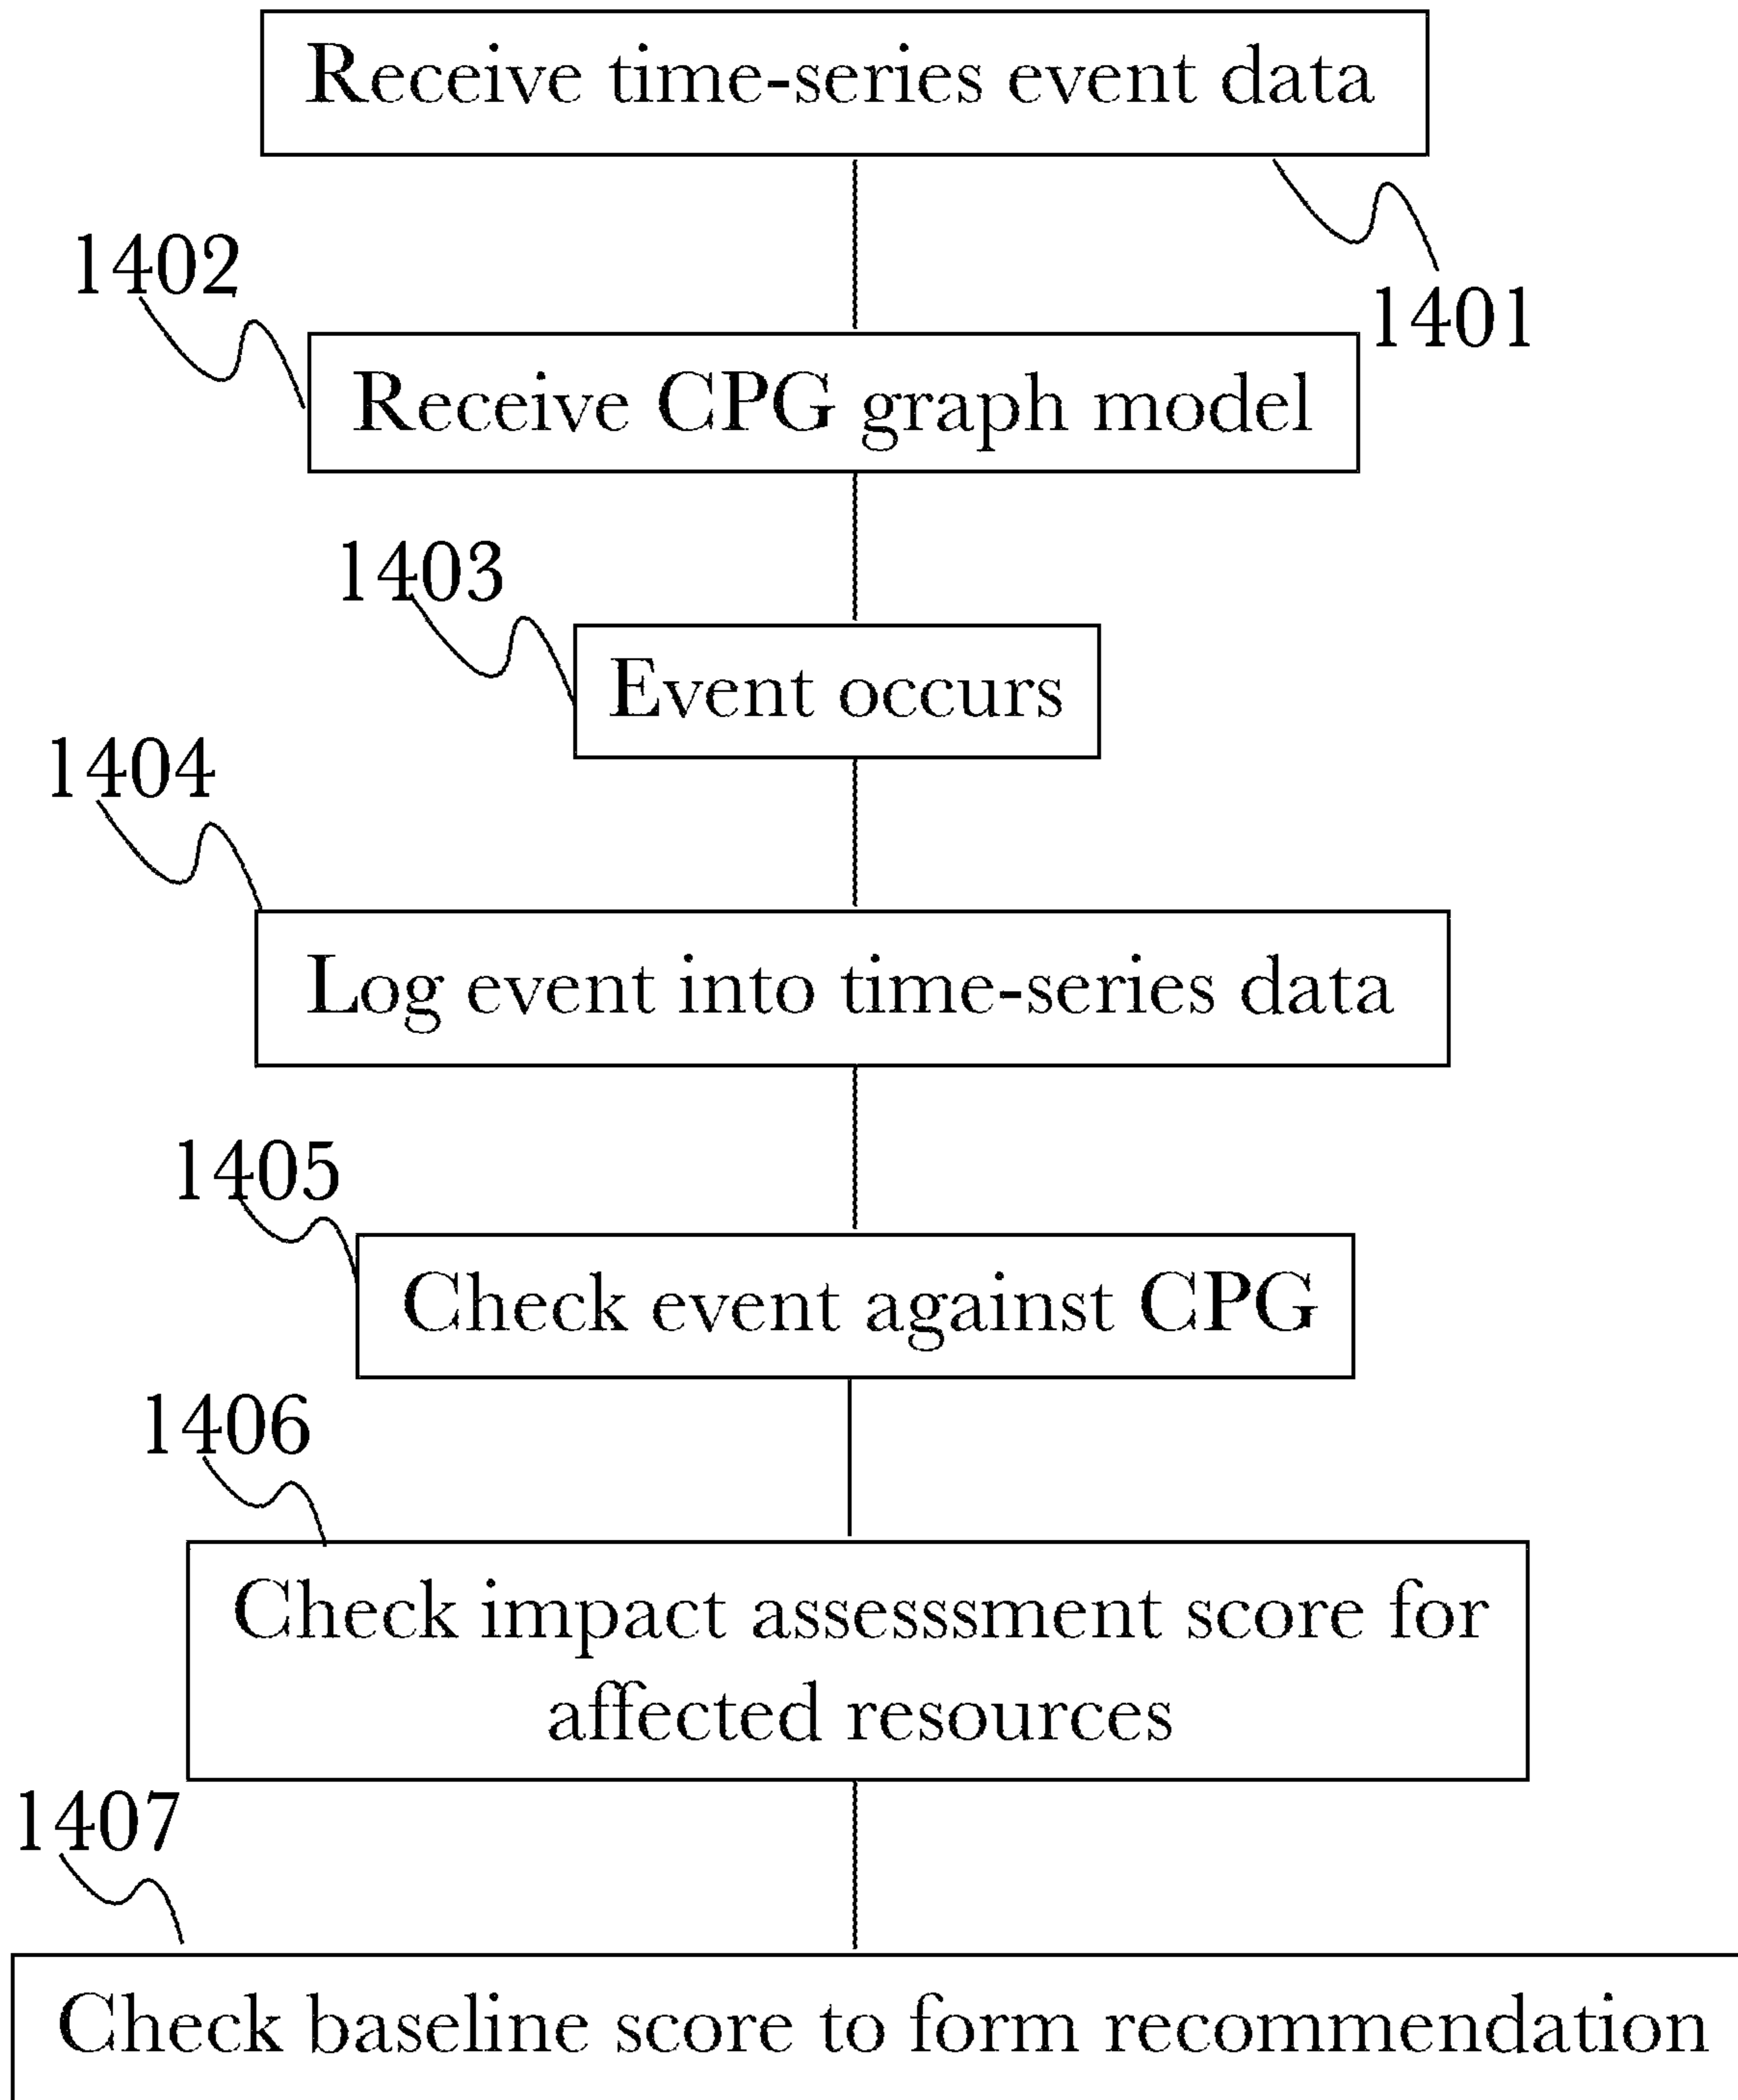 Receive time-series event data
1401
1402
Receive CPG graph model
1403
Event occurs
1404
Log event into time-series data
1405
Check event against CPG
1406
Check impact assesssment score for
affected resources
1407
Check baseline score to form recommendation